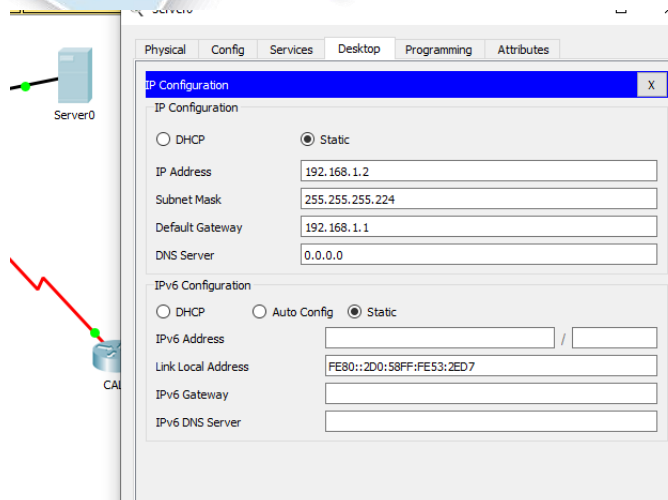 Server0
Physical Config Services Desktop Programming Attributes
IP Configuration X
IP Configuration
DHCP Static
IP Address 192.168.1.2
Subnet Mask 255.255.255.224
Default Gateway 192.168.1.1
DNS Server 0.0.0.0
IPv6 Configuration
DHCP Auto Config Static
IPv6 Address /
Link Local Address FE80::2D0:58FF:FE53:2ED7
IPv6 Gateway
IPv6 DNS Server
Server0